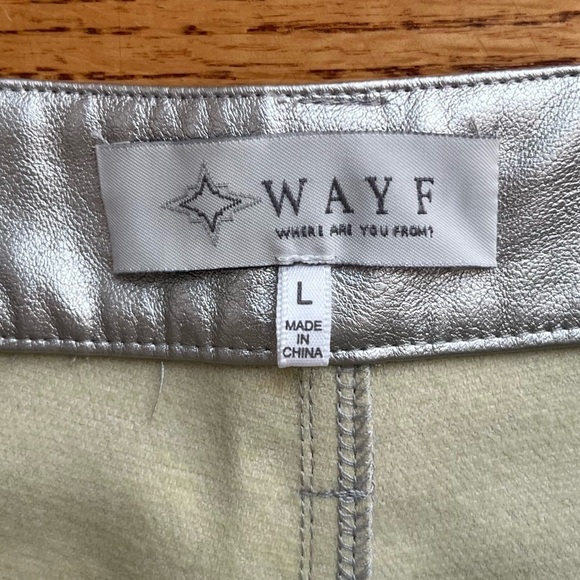 WAYF
WHERE ARE YOU FROM?
L
MADE
IN
CHINA